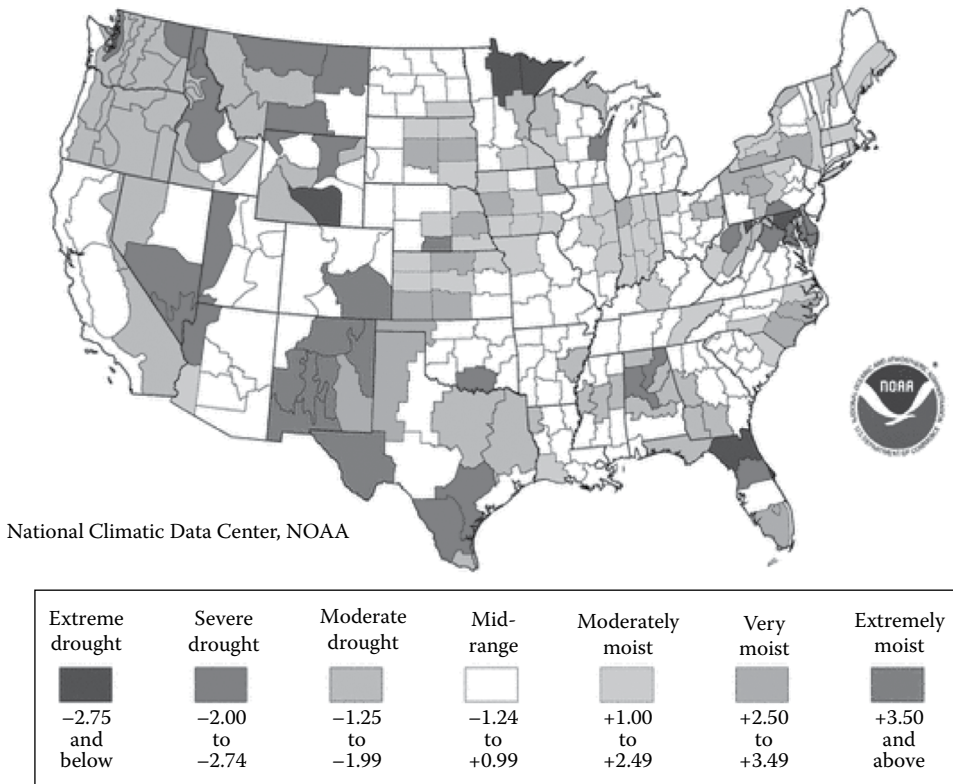 NOAA
National Climatic Data Center, NOAA
Extreme drought
Severe drought
Moderate drought
Mid-range
Moderately moist
Very moist
Extremely moist
−2.75 and below
−2.00 to −2.74
−1.25 to −1.99
−1.24 to +0.99
+1.00 to +2.49
+2.50 to +3.49
+3.50 and above